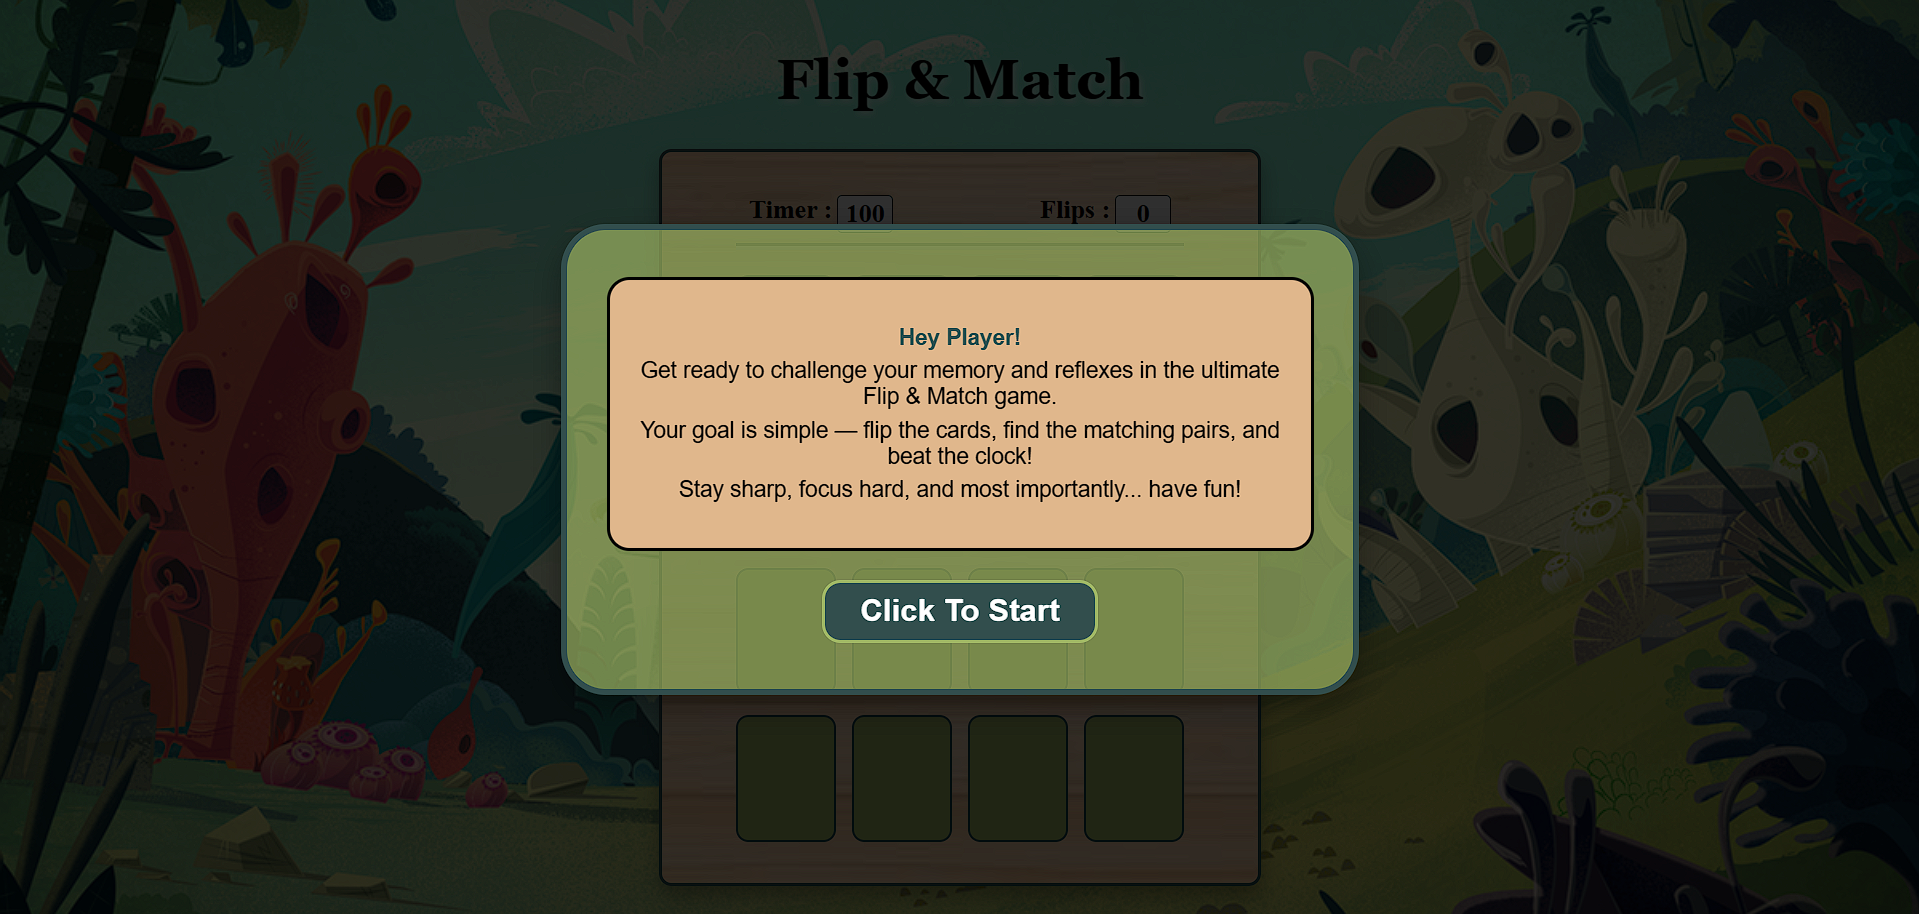 Flip & Match
Timer : 100
Flips : 0
Hey Player!
Get ready to challenge your memory and reflexes in the ultimate
Flip & Match game.
Your goal is simple — flip the cards, find the matching pairs, and
beat the clock!
Stay sharp, focus hard, and most importantly... have fun!
Click To Start